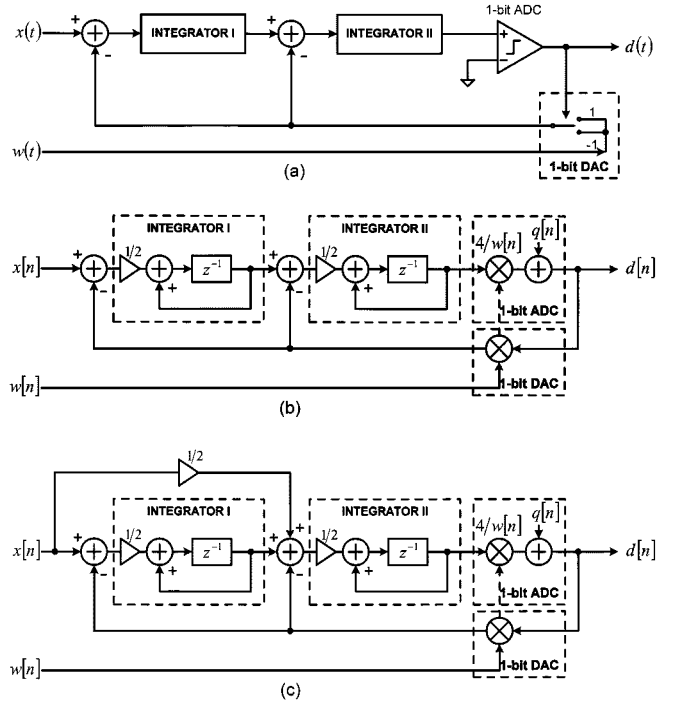 1-bit ADC
x(t) + - INTEGRATOR I + - INTEGRATOR II + - d(t)
1
-1
w(t)
1-bit DAC
(a)
INTEGRATOR I INTEGRATOR II 4/w[n] q[n]
x[n] + - 1/2 + z⁻¹ + - 1/2 + z⁻¹ d[n]
1-bit ADC
w[n] 1-bit DAC
(b)
1/2
INTEGRATOR I INTEGRATOR II 4/w[n] q[n]
x[n] + - 1/2 + z⁻¹ + + - 1/2 + z⁻¹ d[n]
1-bit ADC
w[n] 1-bit DAC
(c)